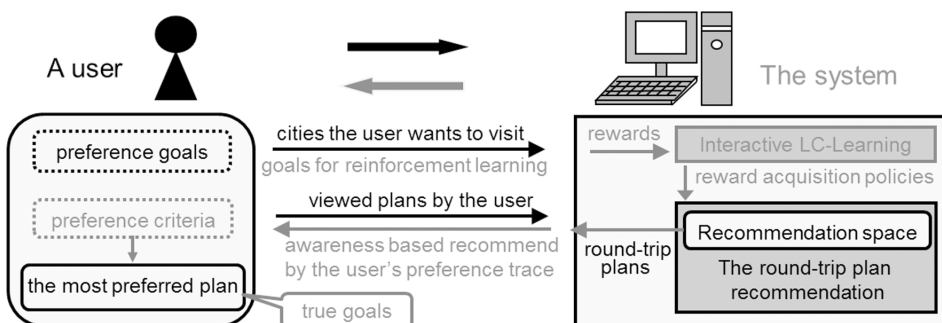 A user
The system
preference goals
preference criteria
the most preferred plan
true goals
cities the user wants to visit
goals for reinforcement learning
viewed plans by the user
awareness based recommend
by the user's preference trace
rewards
Interactive LC-Learning
reward acquisition policies
Recommendation space
The round-trip plan
recommendation
round-trip
plans